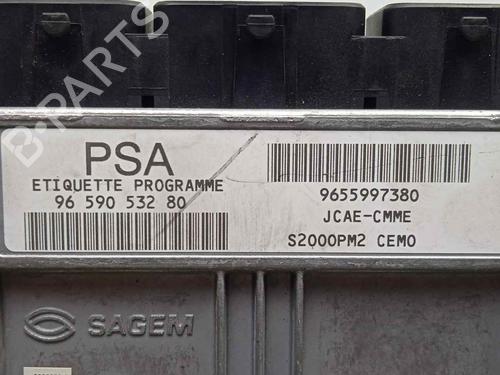 PSA
ETIQUETTE PROGRAMME
96 590 532 80
9655997380
JCAE-CMME
S2000PM2 CEMO
SAGEM
B-PARTS